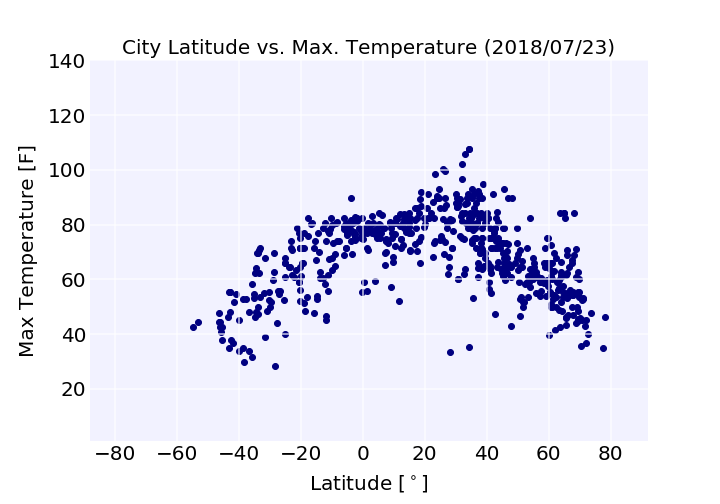 City Latitude vs. Max. Temperature (2018/07/23)
140
120
100
80
60
40
20
Max Temperature [F]
−80 −60 −40 −20 0 20 40 60 80
Latitude [°]